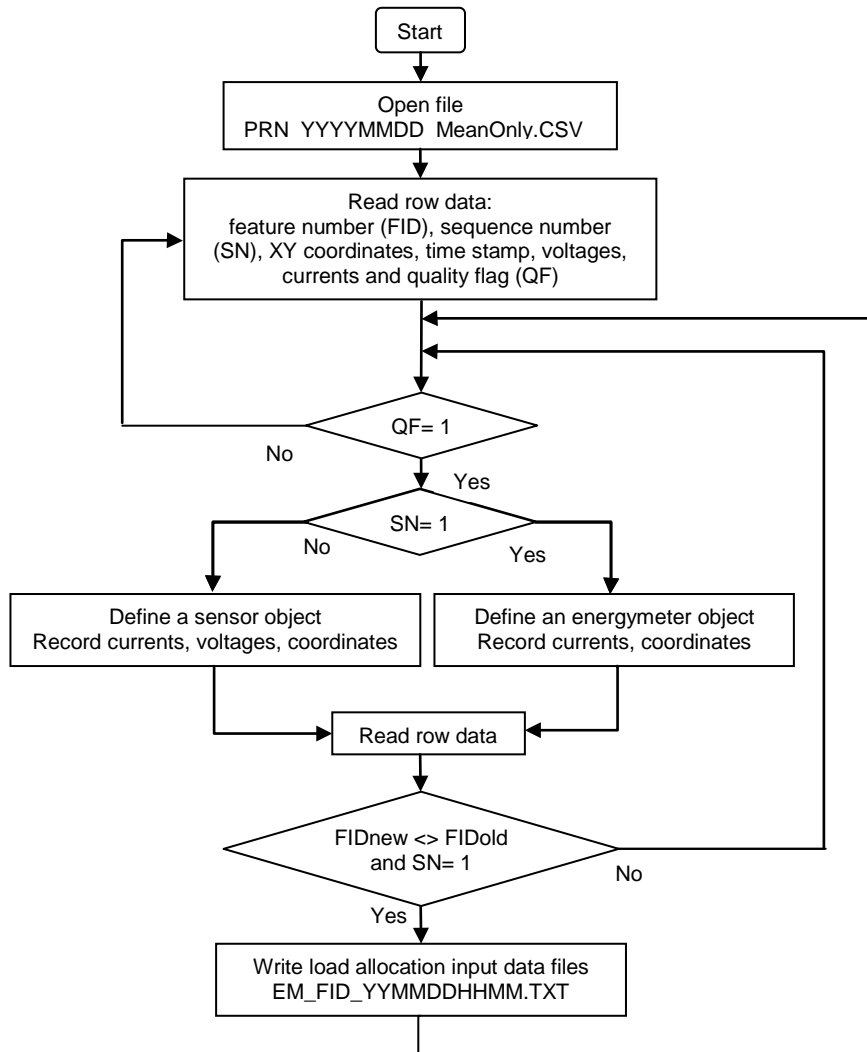 Start
Open file
PRN_YYYYMMDD_MeanOnly.CSV
Read row data:
feature number (FID), sequence number
(SN), XY coordinates, time stamp, voltages,
currents and quality flag (QF)
QF= 1
No
Yes
SN= 1
No
Yes
Define a sensor object
Record currents, voltages, coordinates
Define an energymeter object
Record currents, coordinates
Read row data
FIDnew <> FIDold
and SN= 1
No
Yes
Write load allocation input data files
EM_FID_YYMMDDHHMM.TXT